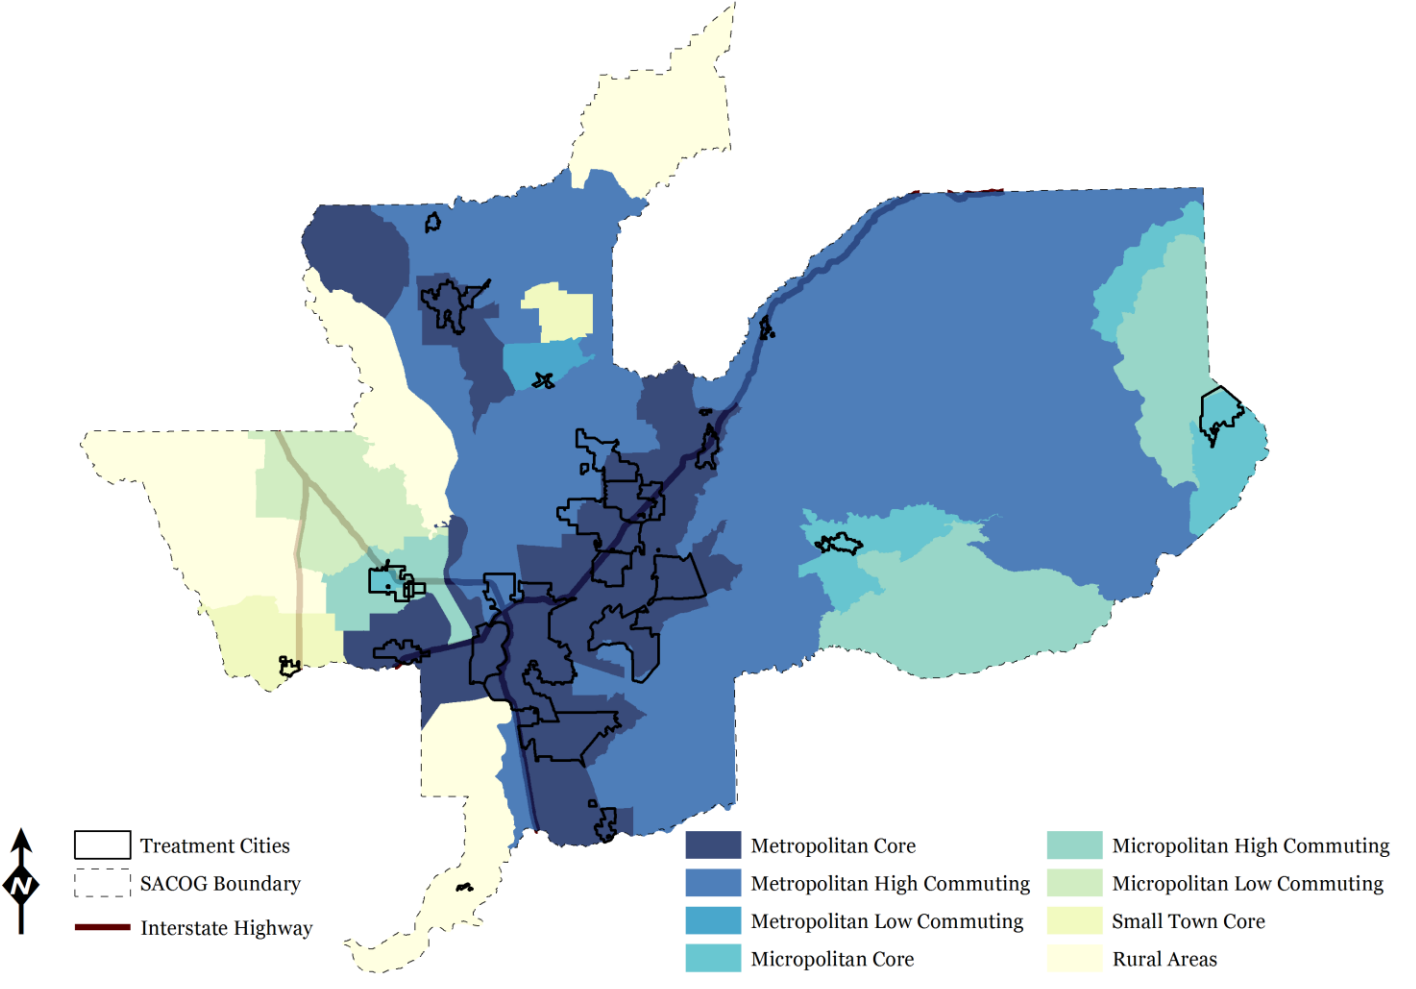 Treatment Cities
SACOG Boundary
Interstate Highway
N
Metropolitan Core
Metropolitan High Commuting
Metropolitan Low Commuting
Micropolitan Core
Micropolitan High Commuting
Micropolitan Low Commuting
Small Town Core
Rural Areas